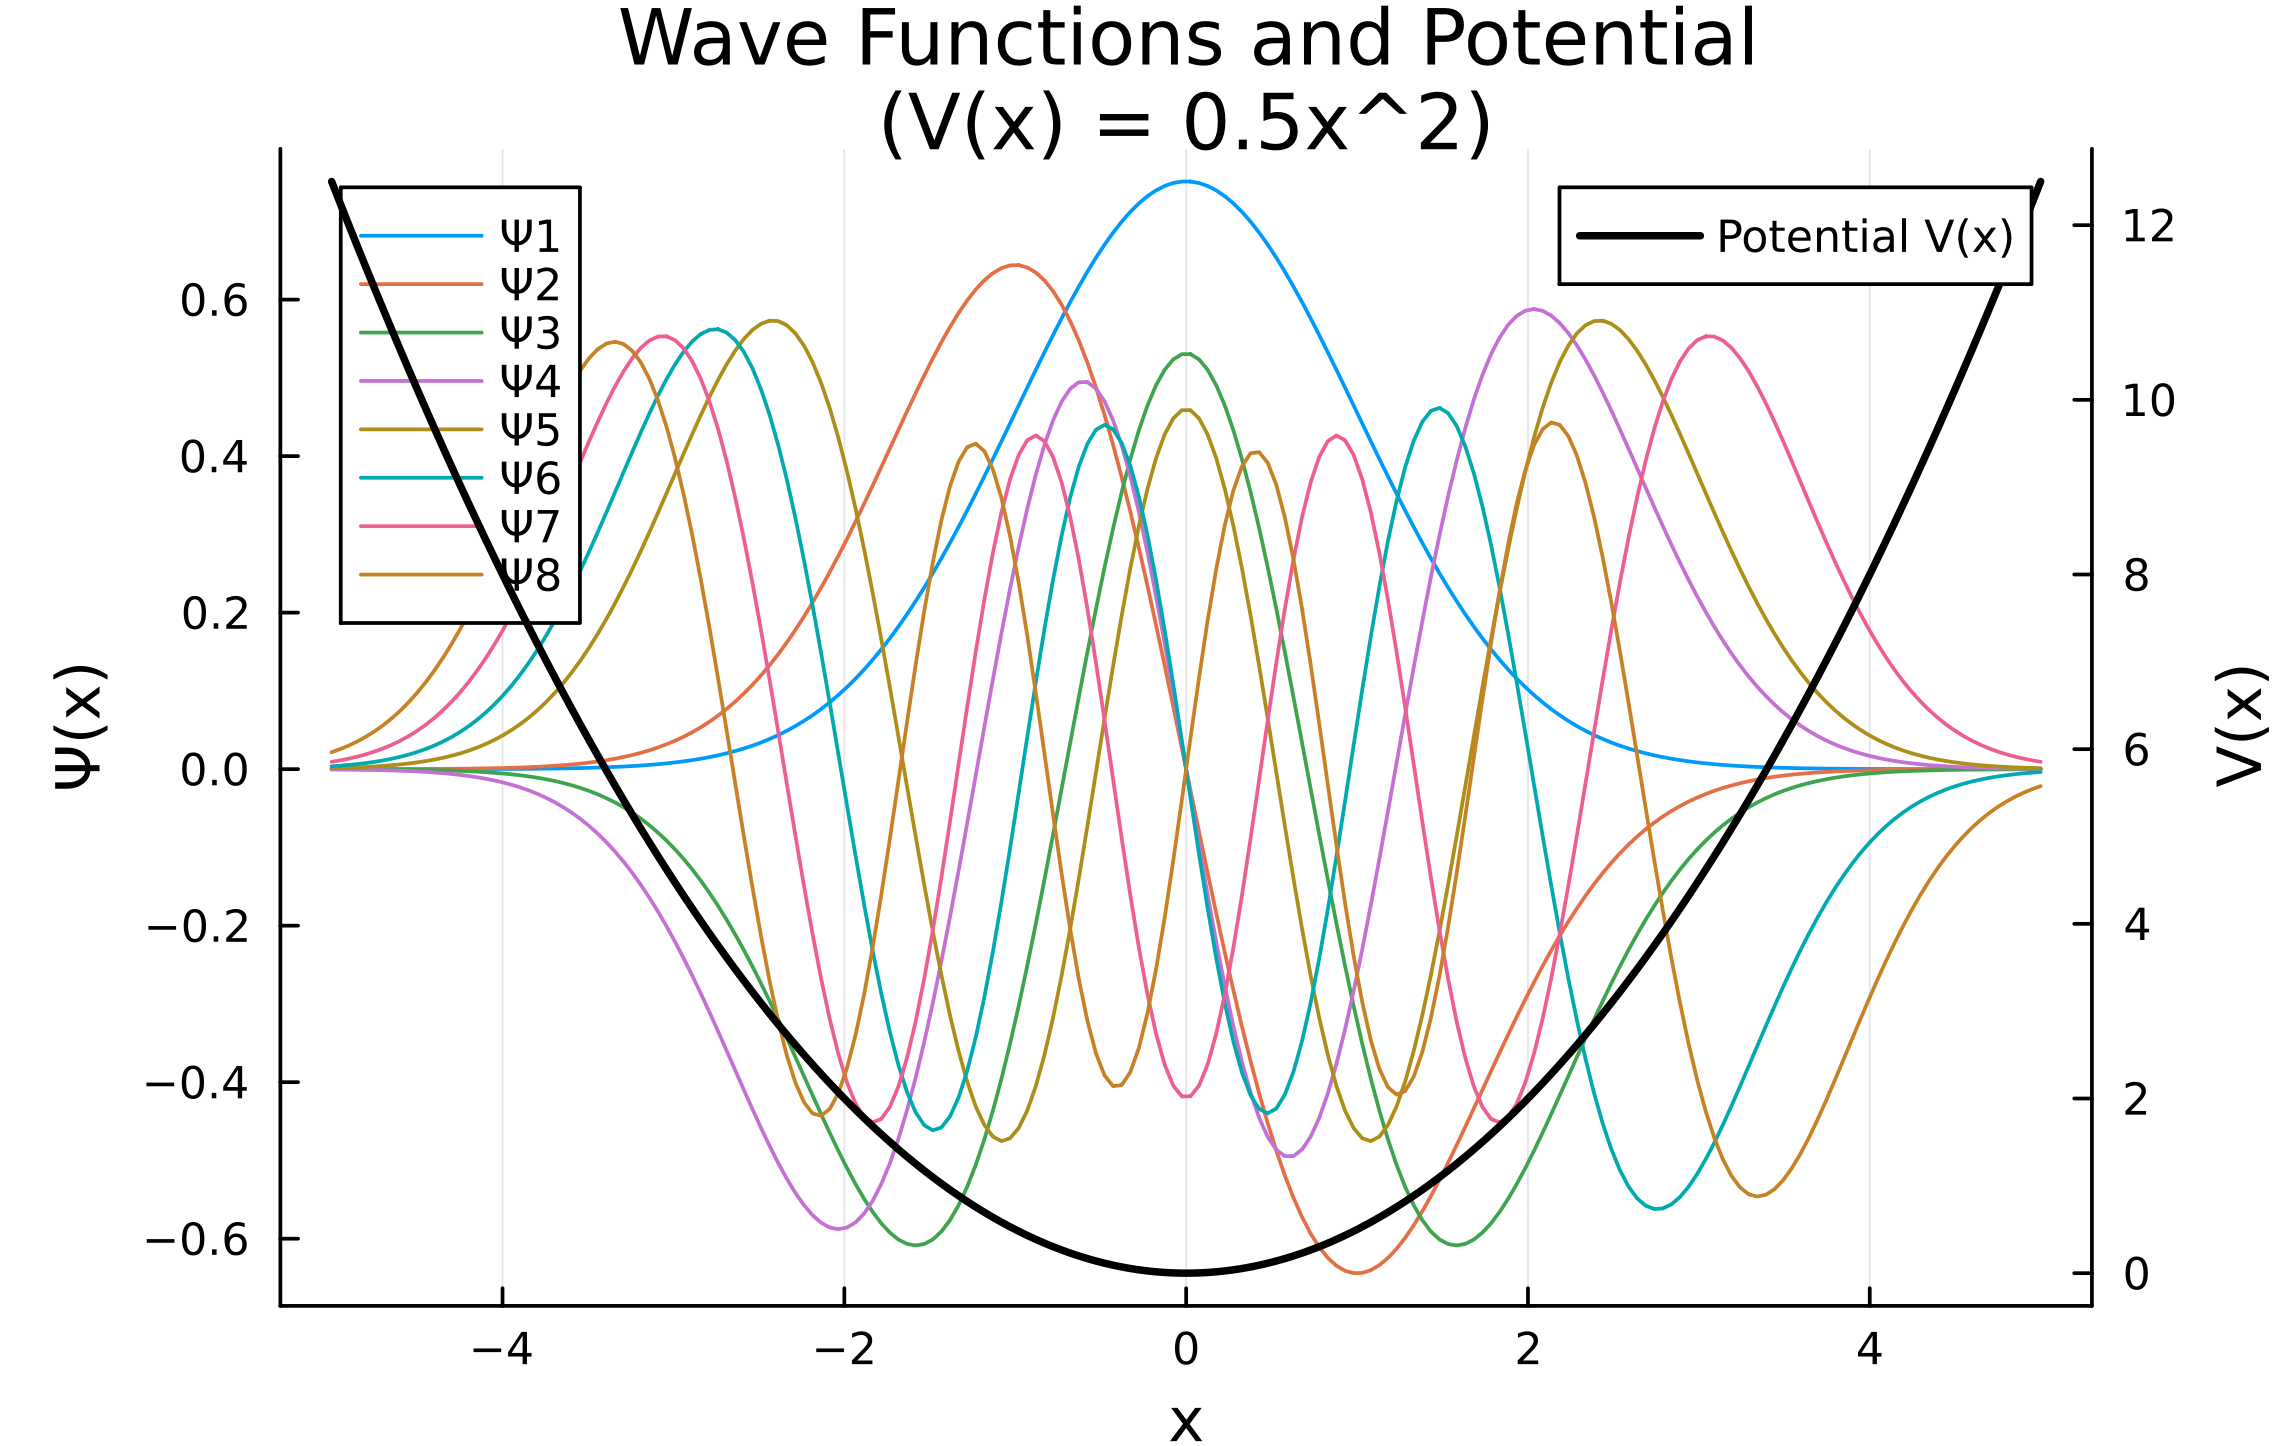 Wave Functions and Potential
(V(x) = 0.5x^2)
Ψ1
Ψ2
Ψ3
Ψ4
Ψ5
Ψ6
Ψ7
Ψ8
Potential V(x)
0.6
0.4
0.2
0.0
−0.2
−0.4
−0.6
Ψ(x)
12
10
8
6
4
2
0
V(x)
−4
−2
0
2
4
x